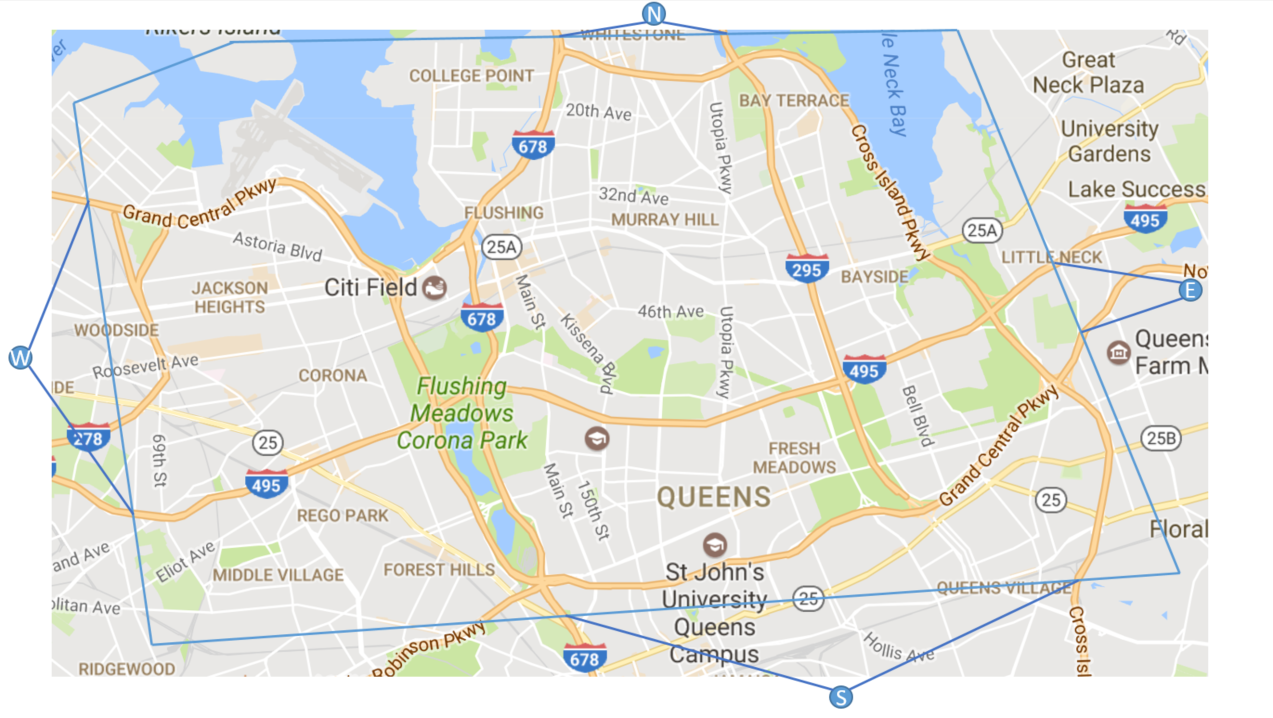 N
Rikers Island
WHITESTONE
Rd
COLLEGE POINT
Great
Neck Plaza
BAY TERRACE
20th Ave
Utopia Pkwy
University
Gardens
678
Cross Island Pkwy
Lake Success
Grand Central Pkwy
32nd Ave
FLUSHING
MURRAY HILL
495
25A
25A
Astoria Blvd
LITTLE NECK
295
BAYSIDE
E
JACKSON
HEIGHTS
Citi Field
Main St
678
46th Ave
Kissena Blvd
Utopia Pkwy
WOODSIDE
Queens
Farm M
W
Roosevelt Ave
CORONA
495
Flushing
Meadows
Corona Park
Bell Blvd
Grand Central Pkwy
278
25
69th St
25B
FRESH
MEADOWS
495
Main St
150th St
QUEENS
25
REGO PARK
Floral
Eliot Ave
MIDDLE VILLAGE
FOREST HILLS
St John's
University
Queens
Campus
25
QUEENS VILLAGE
Robinson Pkwy
678
Hollis Ave
Cross Isl
RIDGEWOOD
S